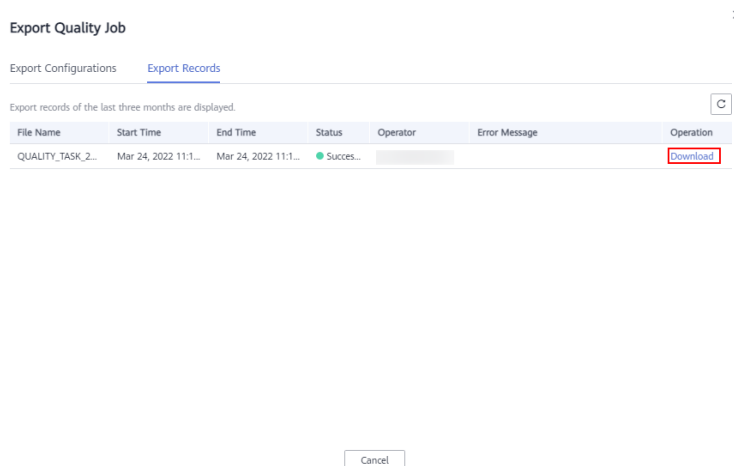 Export Quality Job
Export Configurations Export Records
Export records of the last three months are displayed.
File Name Start Time End Time Status Operator Error Message Operation
QUALITY_TASK_2... Mar 24, 2022 11:1... Mar 24, 2022 11:1... Succes... Download
Cancel